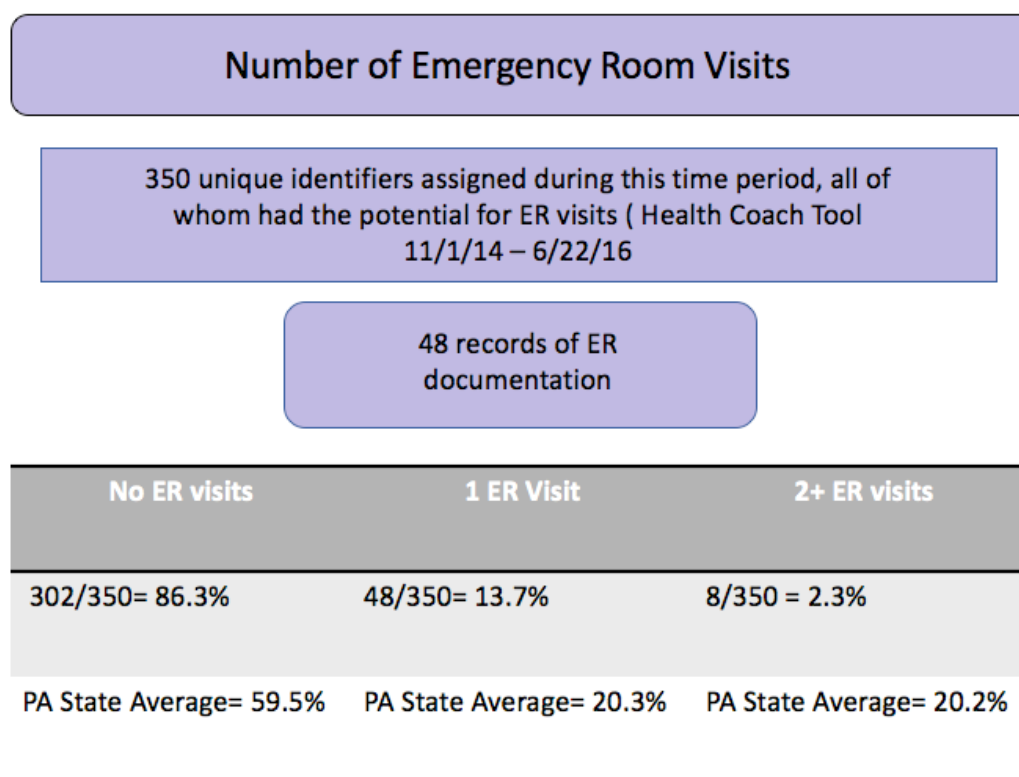 Number of Emergency Room Visits
350 unique identifiers assigned during this time period, all of
whom had the potential for ER visits ( Health Coach Tool
11/1/14 – 6/22/16
48 records of ER
documentation
No ER visits 1 ER Visit 2+ ER visits
302/350= 86.3% 48/350= 13.7% 8/350 = 2.3%
PA State Average= 59.5% PA State Average= 20.3% PA State Average= 20.2%